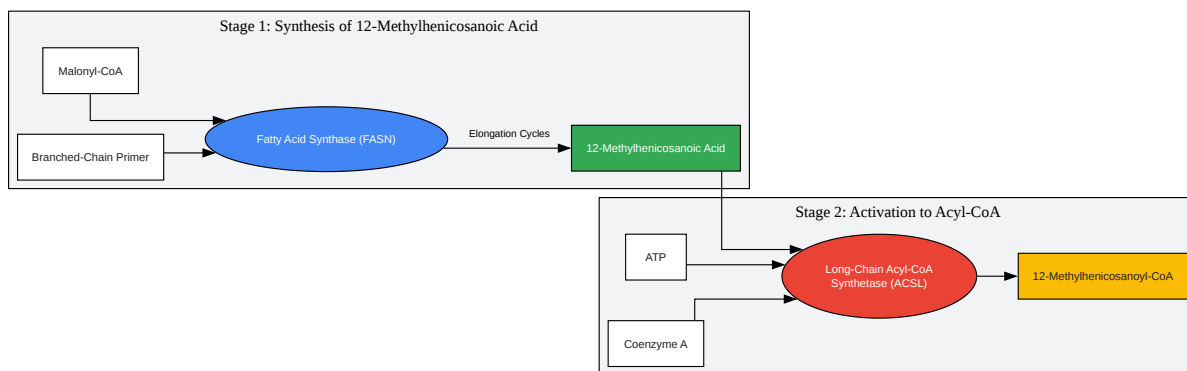 Stage 1: Synthesis of 12-Methylhenicosanoic Acid
Malonyl-CoA
Branched-Chain Primer
Fatty Acid Synthase (FASN)
Elongation Cycles
12-Methylhenicosanoic Acid
Stage 2: Activation to Acyl-CoA
ATP
Coenzyme A
Long-Chain Acyl-CoA
Synthetase (ACSL)
12-Methylhenicosanoyl-CoA